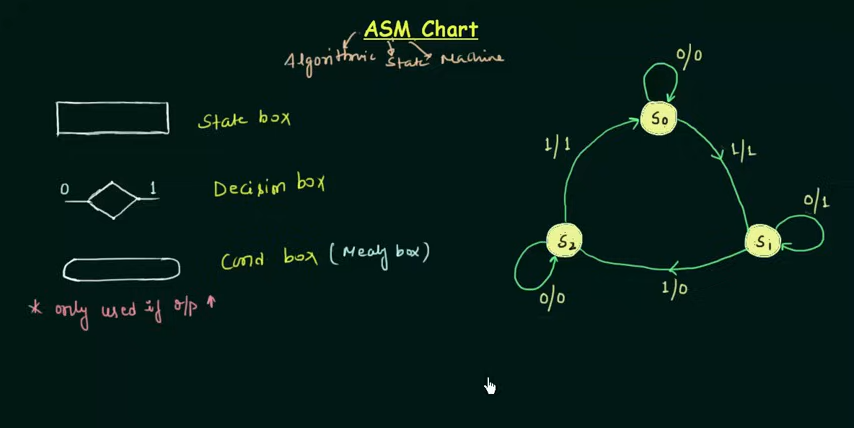 ASM Chart
Algorithmic State Machine
State box
0 1
Decision box
Cond box (Mealy box)
* only used if o/p ↑
0/0
S0
1/1
1/1
0/1
S2
S1
1/0
0/0